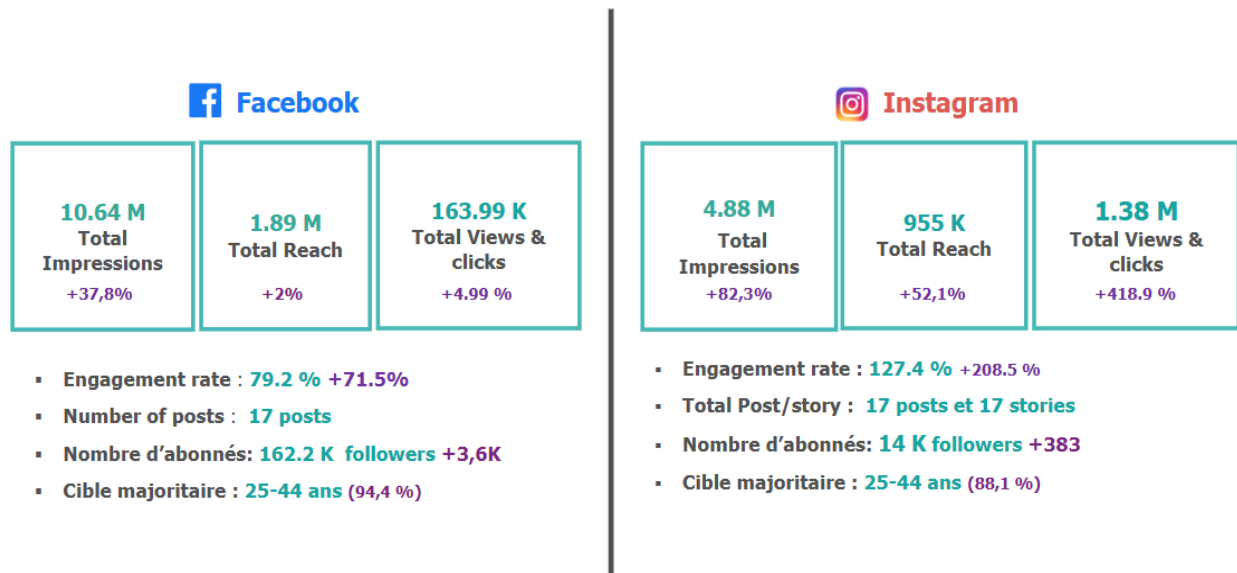 Facebook
10.64 M
Total
Impressions
+37,8%
1.89 M
Total Reach
+2%
163.99 K
Total Views &
clicks
+4.99 %
▪ Engagement rate : 79.2 % +71.5%
▪ Number of posts : 17 posts
▪ Nombre d'abonnés: 162.2 K followers +3,6K
▪ Cible majoritaire : 25-44 ans (94,4 %)
Instagram
4.88 M
Total
Impressions
+82,3%
955 K
Total Reach
+52,1%
1.38 M
Total Views &
clicks
+418.9 %
▪ Engagement rate : 127.4 % +208.5 %
▪ Total Post/story : 17 posts et 17 stories
▪ Nombre d'abonnés: 14 K followers +383
▪ Cible majoritaire : 25-44 ans (88,1 %)